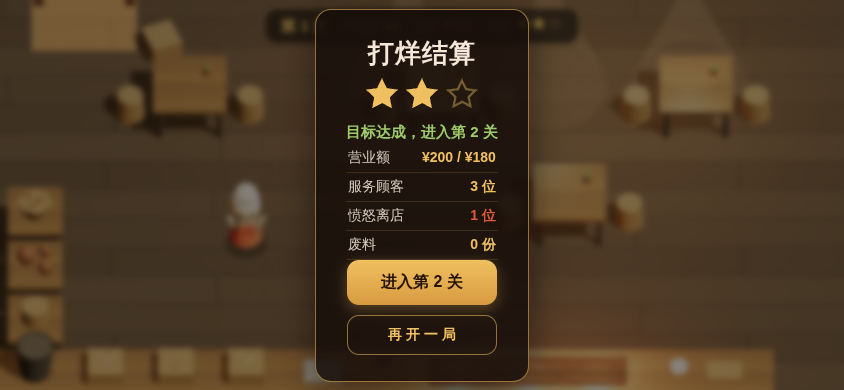 打烊结算
目标达成，进入第 2 关
营业额 ¥200 / ¥180
服务顾客 3 位
愤怒离店 1 位
废料 0 份
进入第 2 关
再开一局